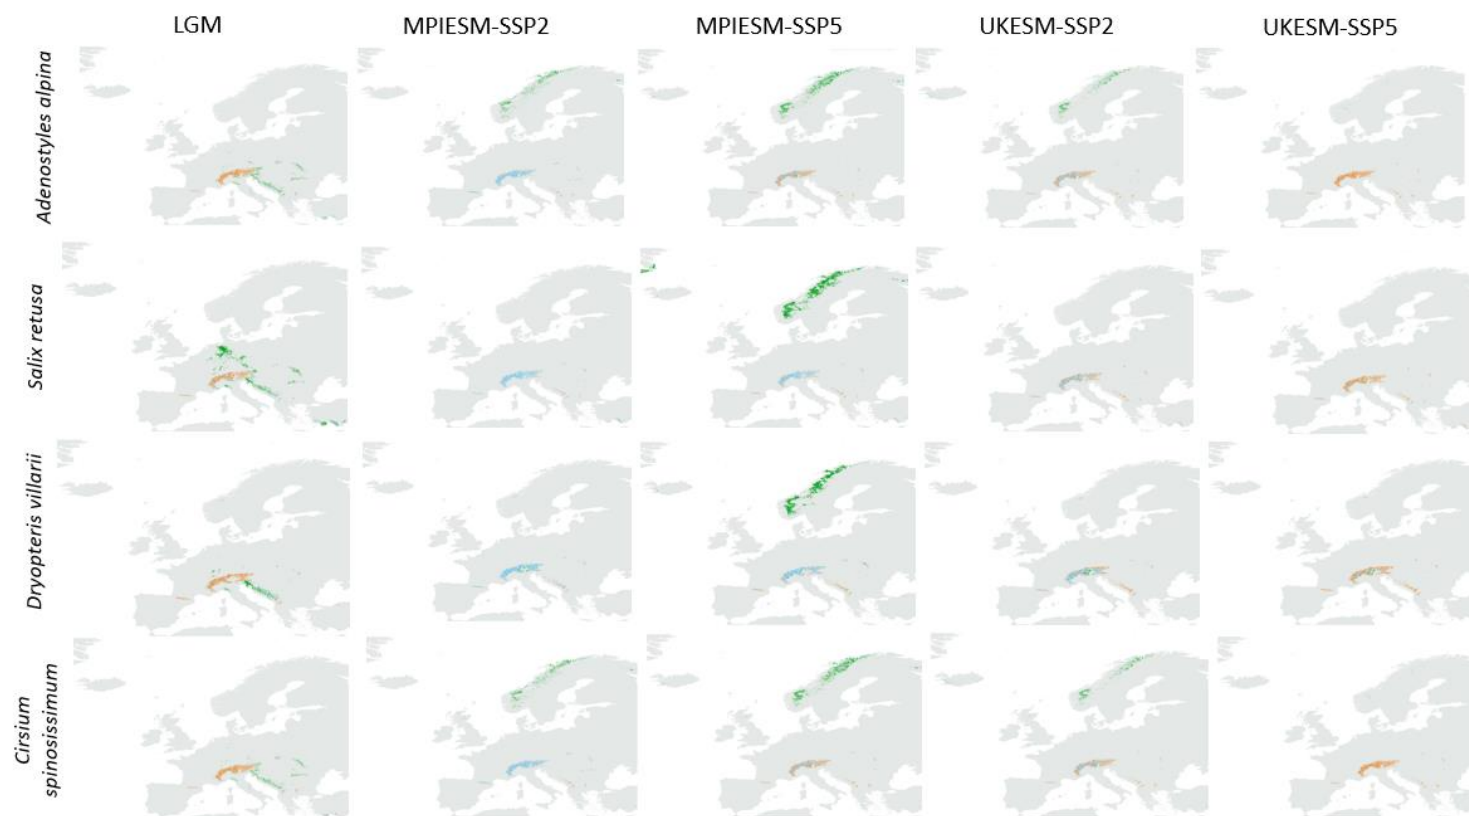 LGM MPIESM-SSP2 MPIESM-SSP5 UKESM-SSP2 UKESM-SSP5
Adenostyles alpina
Salix retusa
Dryopteris villarii
Cirsium
spinosissimum